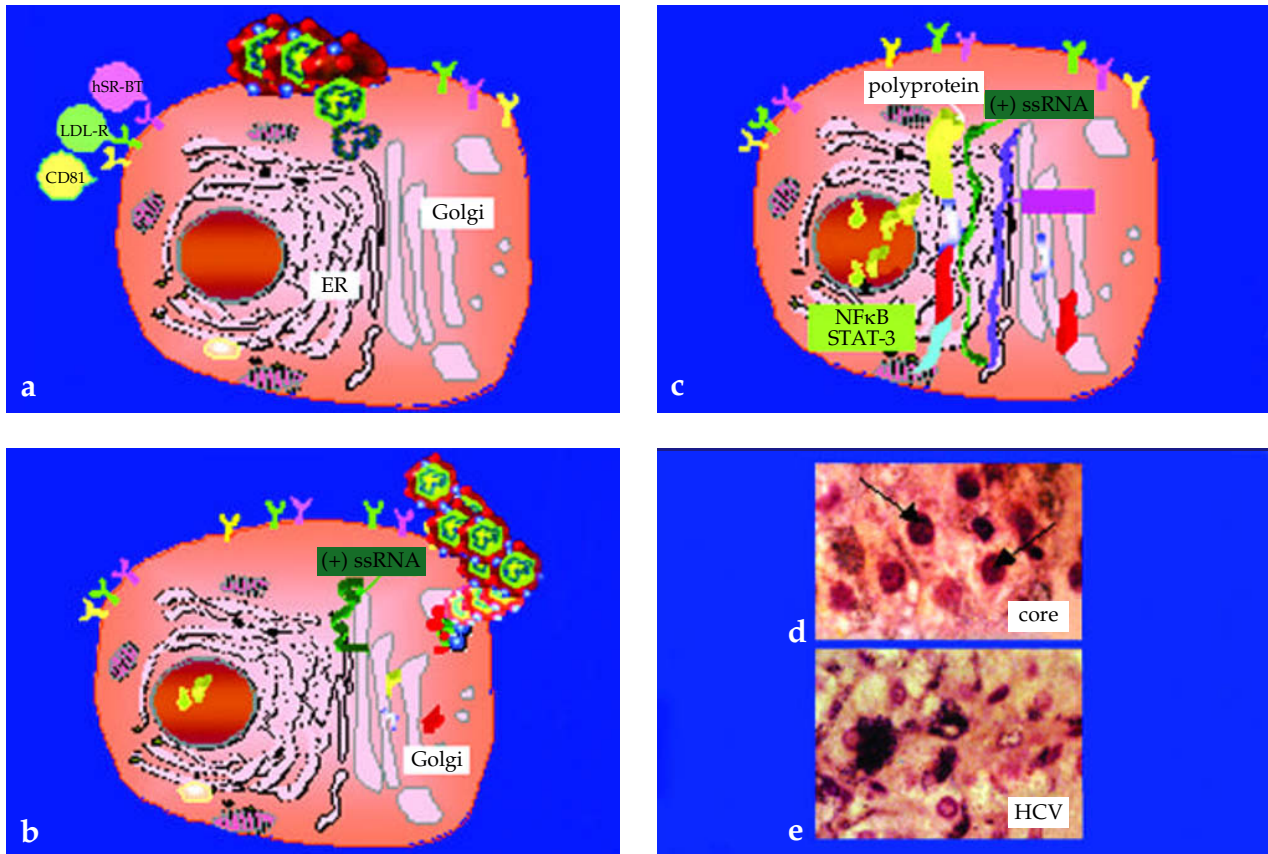 hSR-BT
LDL-R
CD81
Golgi
ER
a
polyprotein
(+) ssRNA
NFκB
STAT-3
c
(+) ssRNA
Golgi
b
core
d
HCV
e